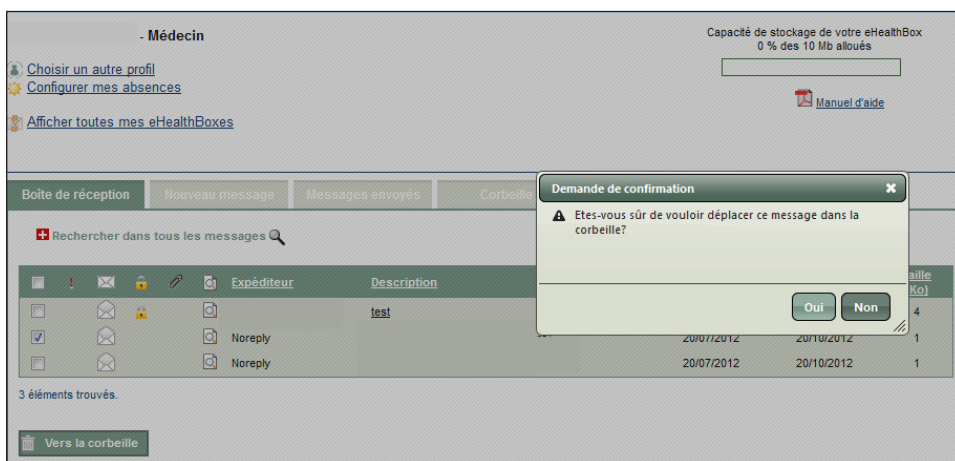 - Médecin
Capacité de stockage de votre eHealthBox
0 % des 10 Mb alloués
Choisir un autre profil
Configurer mes absences
Manuel d'aide
Afficher toutes mes eHealthBoxes
Boîte de réception
Nouveau message
Messages envoyés
Corbeille
Demande de confirmation
Etes-vous sûr de vouloir déplacer ce message dans la
corbeille?
Oui Non
Rechercher dans tous les messages
! Expéditeur Description
(Ko)
test 4
Noreply 20/07/2012 20/10/2012 1
Noreply 20/07/2012 20/10/2012 1
3 éléments trouvés.
Vers la corbeille